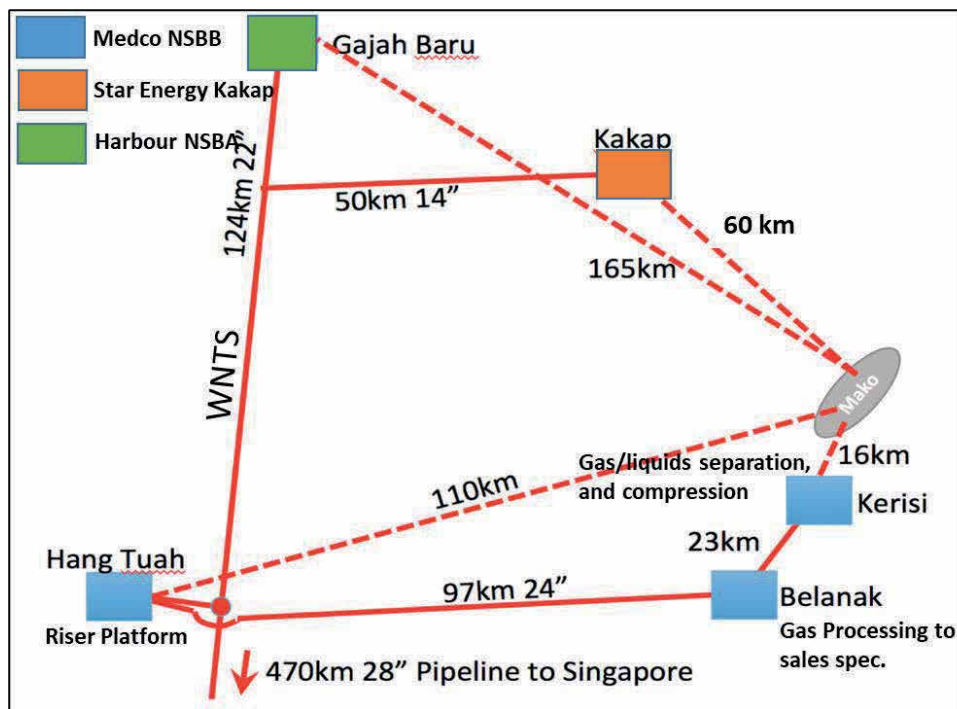 Medco NSBB
Star Energy Kakap
Harbour NSBA
Gajah Baru
Kakap
124km 22”
50km 14”
60 km
165km
WNTS
Mako
Gas/liquids separation,
and compression
16km
110km
Kerisi
23km
Hang Tuah
97km 24”
Belanak
Riser Platform
Gas Processing to
sales spec.
470km 28” Pipeline to Singapore